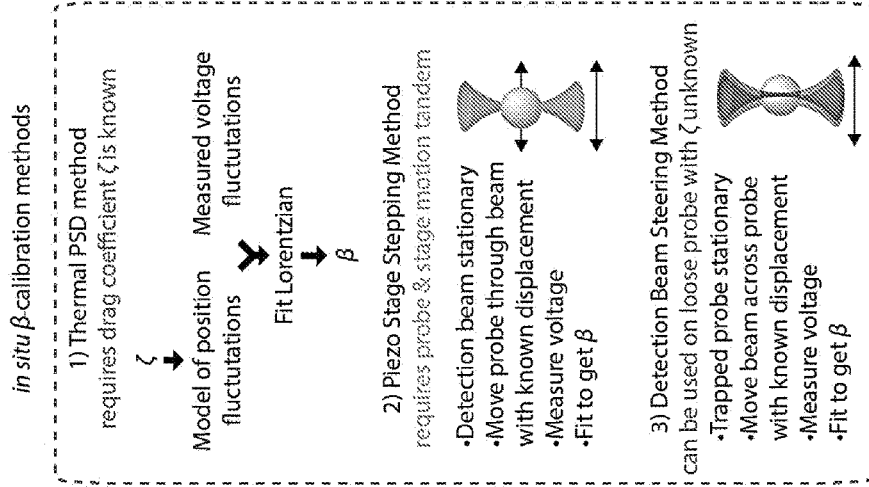 in situ β-calibration methods
1) Thermal PSD method
requires drag coefficient ζ is known
ζ
Model of position
fluctutations
Measured voltage
fluctutations
Fit Lorentzian
β
2) Piezo Stage Stepping Method
requires probe & stage motion tandem
•Detection beam stationary
•Move probe through beam
with known displacement
•Measure voltage
•Fit to get β
3) Detection Beam Steering Method
can be used on loose probe with ζ unknown
•Trapped probe stationary
•Move beam across probe
with known displacement
•Measure voltage
•Fit to get β